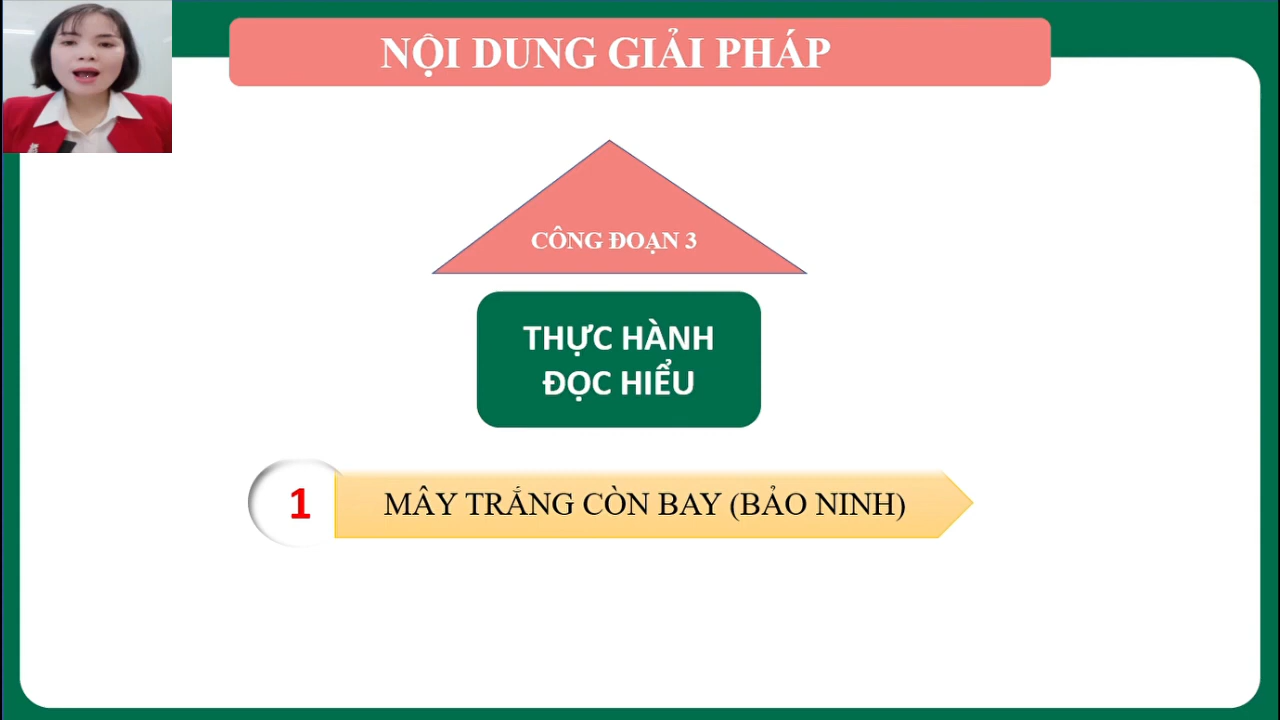 NỘI DUNG GIẢI PHÁP
CÔNG ĐOẠN 3
THỰC HÀNH
ĐỌC HIỂU
1
MÂY TRẮNG CÒN BAY (BẢO NINH)